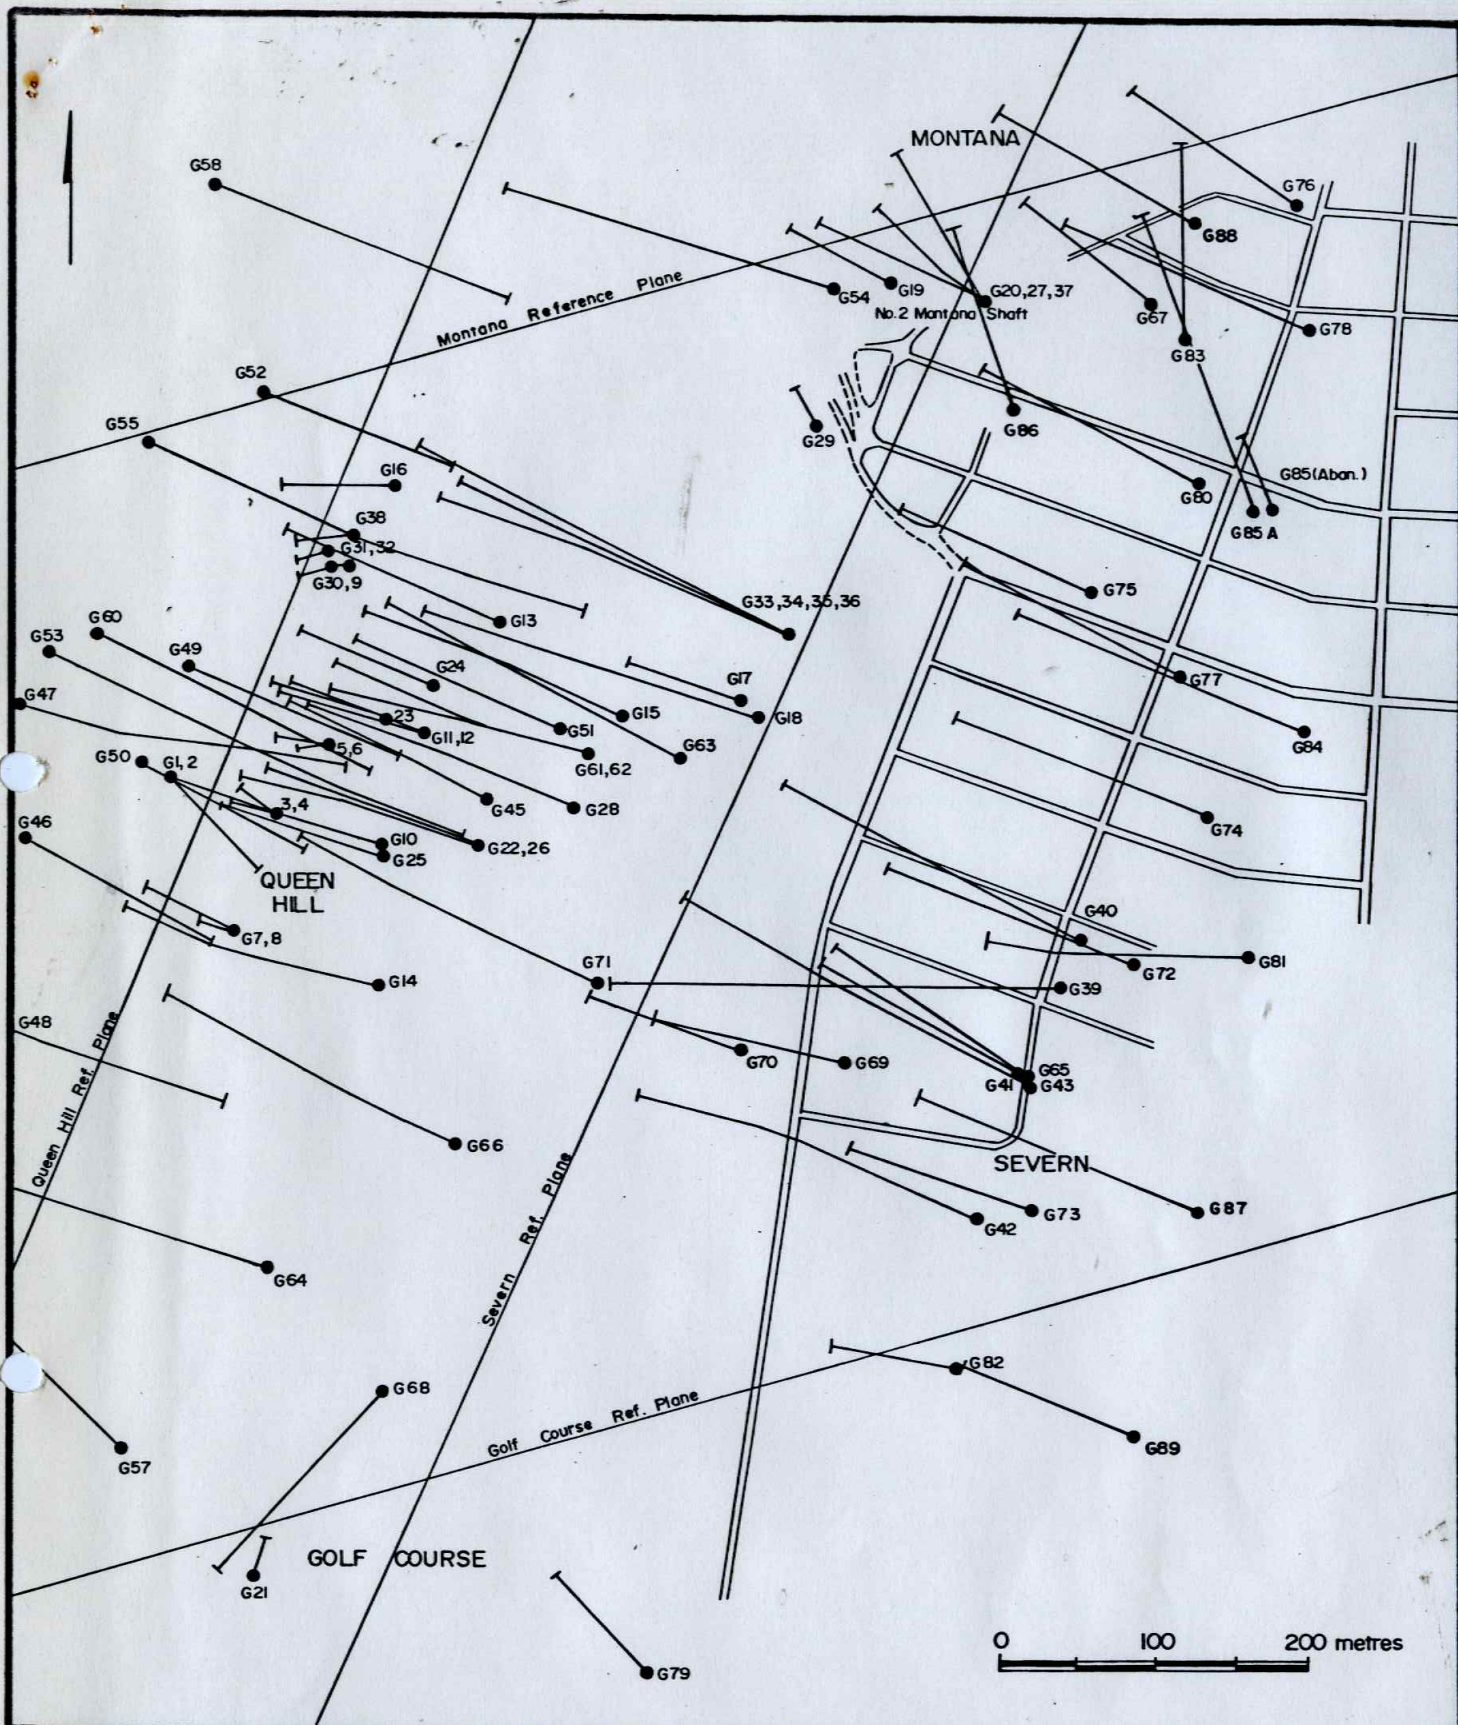 MONTANA
G58
G76
G88
G54
G19
G20,27,37
No.2 Montana Shaft
G67
G78
G83
Montana Reference Plane
G52
G55
G29
G86
G16
G80
G85(Aban.)
G85A
G38
G31,32
G30,9
G75
G33,34,35,36
G13
G60
G53
G49
G24
G17
G77
G47
23
G11,12
G51
G15
G18
G63
G84
5,6
G61,62
G50
G1,2
G45
G28
3,4
G46
G10
G25
G22,26
G74
QUEEN
HILL
G7,8
G40
G71
G81
G72
G14
G39
G48
G70
G69
G65
G41
G43
Queen Hill Ref. Plane
G66
SEVERN
Severn Ref. Plane
G73
G87
G42
G64
G82
G68
Golf Course Ref. Plane
G89
G57
GOLF COURSE
G21
0 100 200 metres
G79